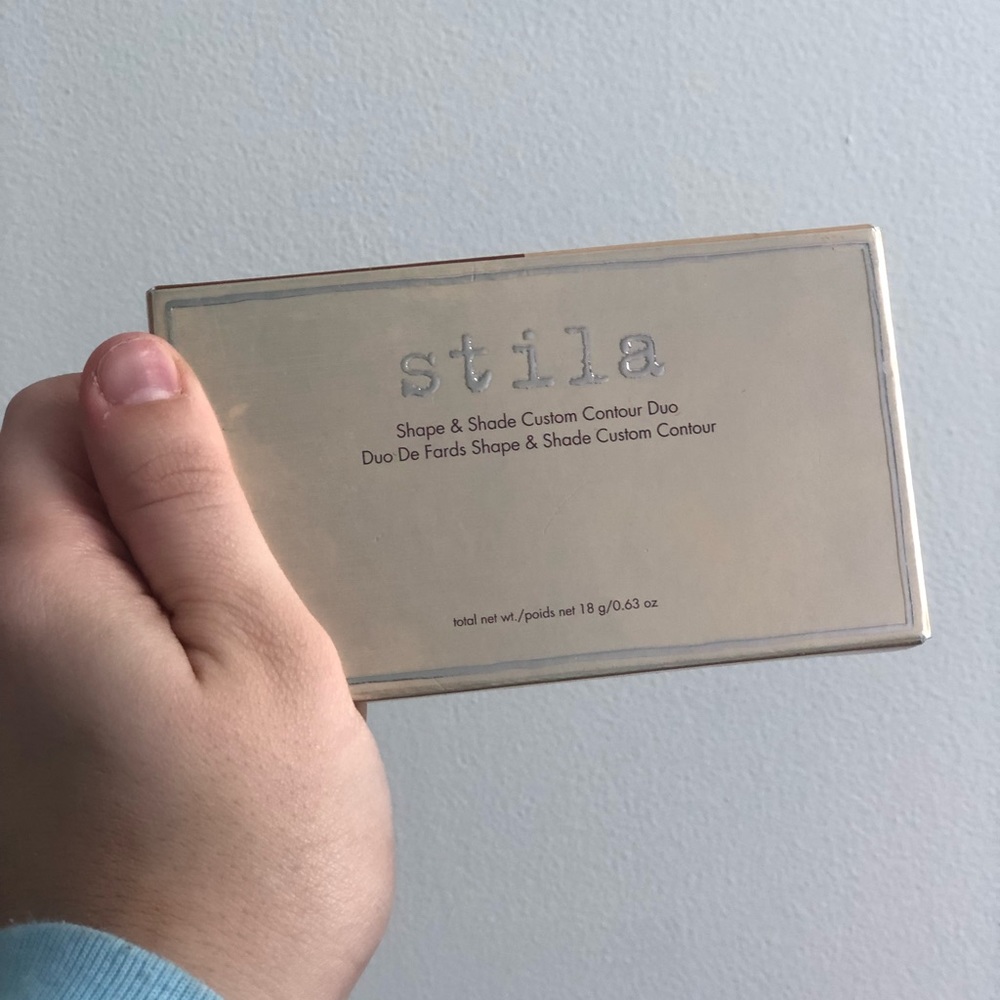 stila
Shape & Shade Custom Contour Duo
Duo De Fards Shape & Shade Custom Contour
total net wt./poids net 18 g/0.63 oz